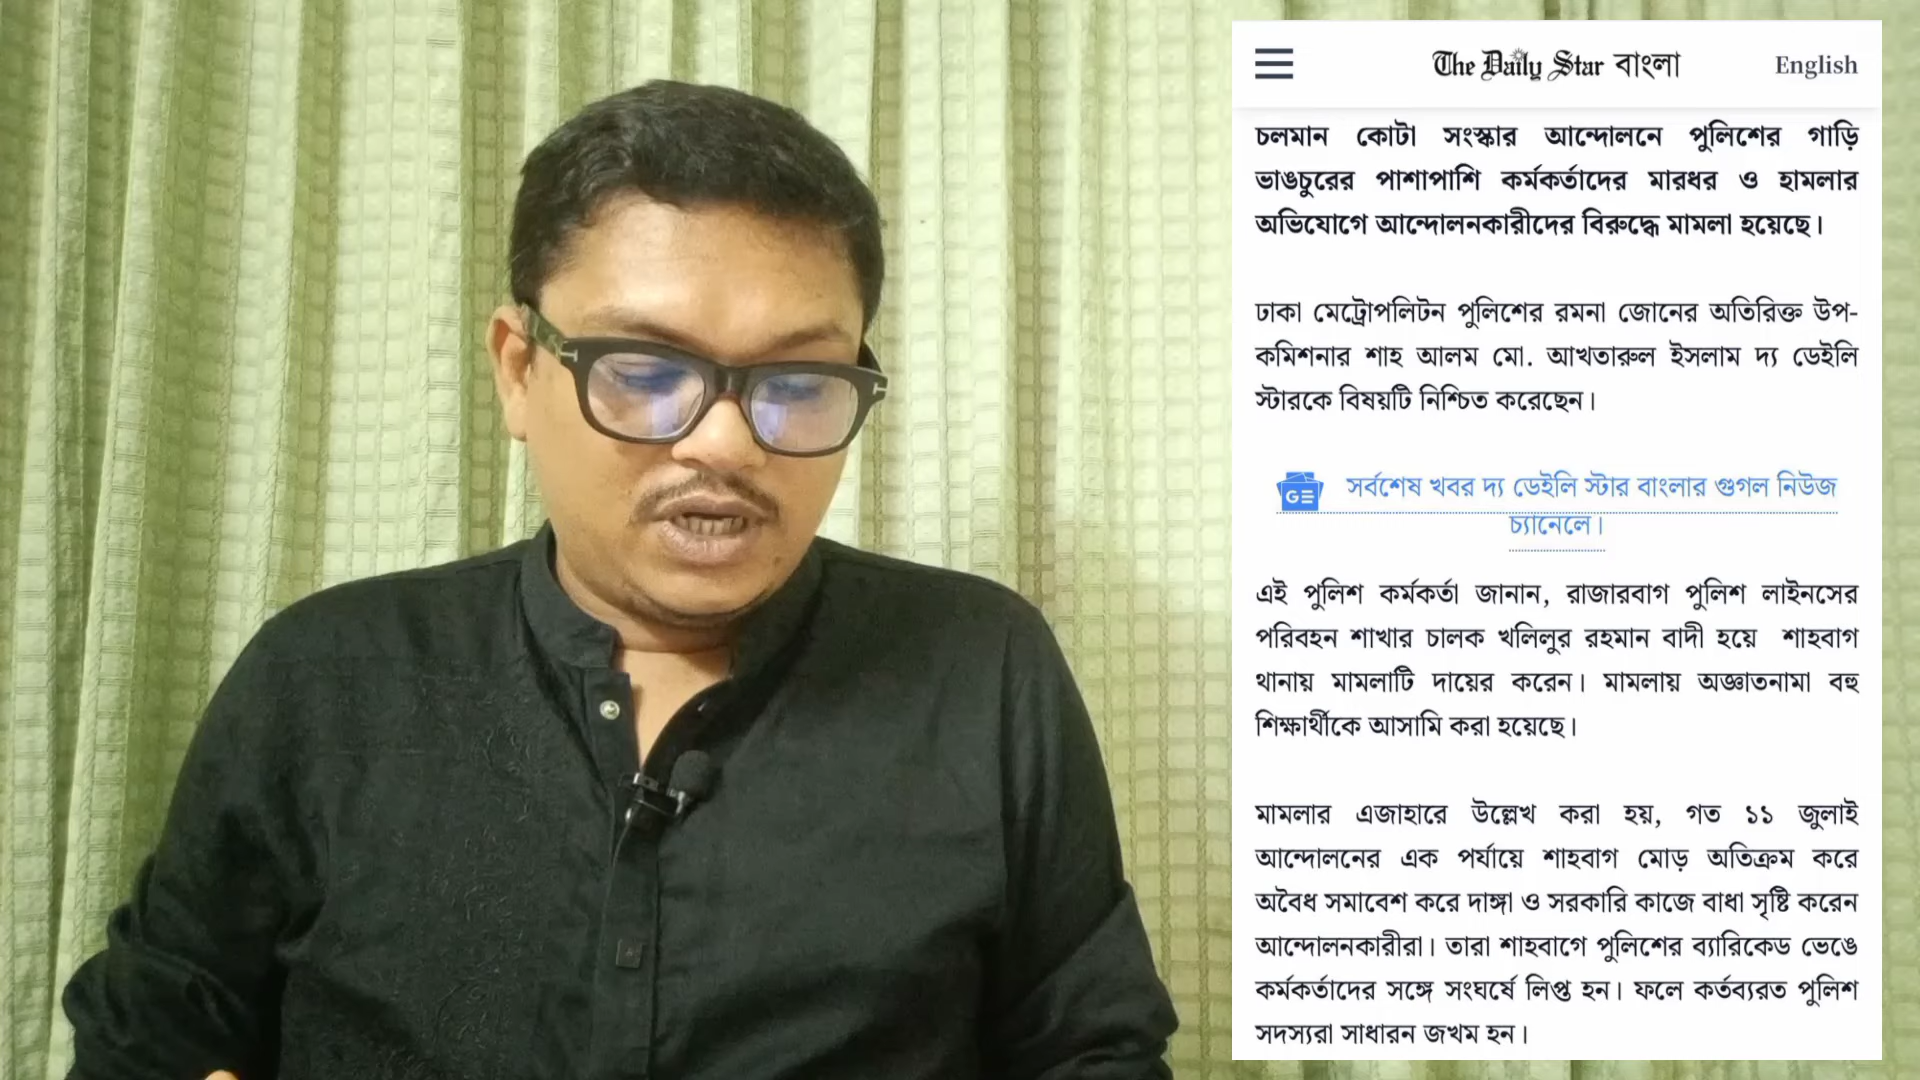 The Daily Star বাংলা
English
চলমান কোটা সংস্কার আন্দোলনে পুলিশের গাড়ি
ভাঙচুরের পাশাপাশি কর্মকর্তাদের মারধর ও হামলার
অভিযোগে আন্দোলনকারীদের বিরুদ্ধে মামলা হয়েছে।
ঢাকা মেট্রোপলিটন পুলিশের রমনা জোনের অতিরিক্ত উপ-
কমিশনার শাহ্ আলম মো. আখতারুল ইসলাম দ্য ডেইলি
স্টারকে বিষয়টি নিশ্চিত করেছেন।
GE সর্বশেষ খবর দ্য ডেইলি স্টার বাংলার গুগল নিউজ
চ্যানেলে।
এই পুলিশ কর্মকর্তা জানান, রাজারবাগ পুলিশ লাইনসের
পরিবহন শাখার চালক খলিলুর রহমান বাদী হয়ে শাহবাগ
থানায় মামলাটি দায়ের করেন। মামলায় অজ্ঞাতনামা বহু
শিক্ষার্থীকে আসামি করা হয়েছে।
মামলার এজাহারে উল্লেখ করা হয়, গত ১১ জুলাই
আন্দোলনের এক পর্যায়ে শাহবাগ মোড় অতিক্রম করে
অবৈধ সমাবেশ করে দাঙ্গা ও সরকারি কাজে বাধা সৃষ্টি করেন
আন্দোলনকারীরা। তারা শাহবাগে পুলিশের ব্যারিকেড ভেঙে
কর্মকর্তাদের সঙ্গে সংঘর্ষে লিপ্ত হন। ফলে কর্তব্যরত পুলিশ
সদস্যরা সাধারন জখম হন।